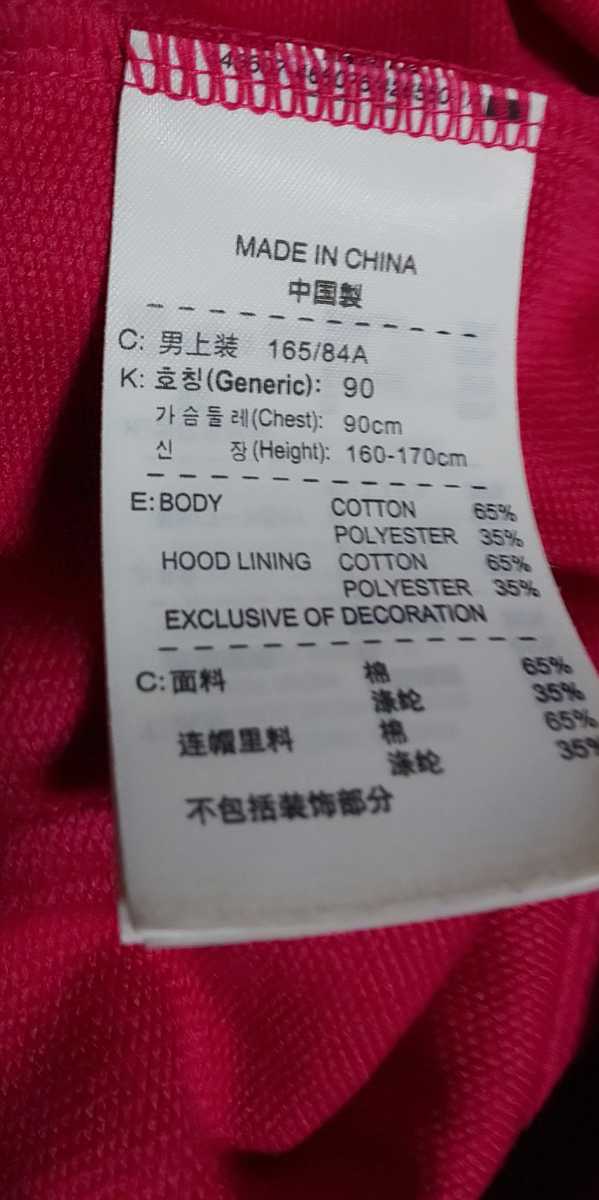 MADE IN CHINA
中国製
C: 男上装 165/84A
K: 호칭(Generic): 90
가슴둘레(Chest): 90cm
신 장(Height): 160-170cm
E: BODY COTTON 65%
POLYESTER 35%
HOOD LINING COTTON 65%
POLYESTER 35%
EXCLUSIVE OF DECORATION
C: 面料 棉 65%
涤纶 35%
连帽里料 棉 65%
涤纶 35%
不包括装饰部分